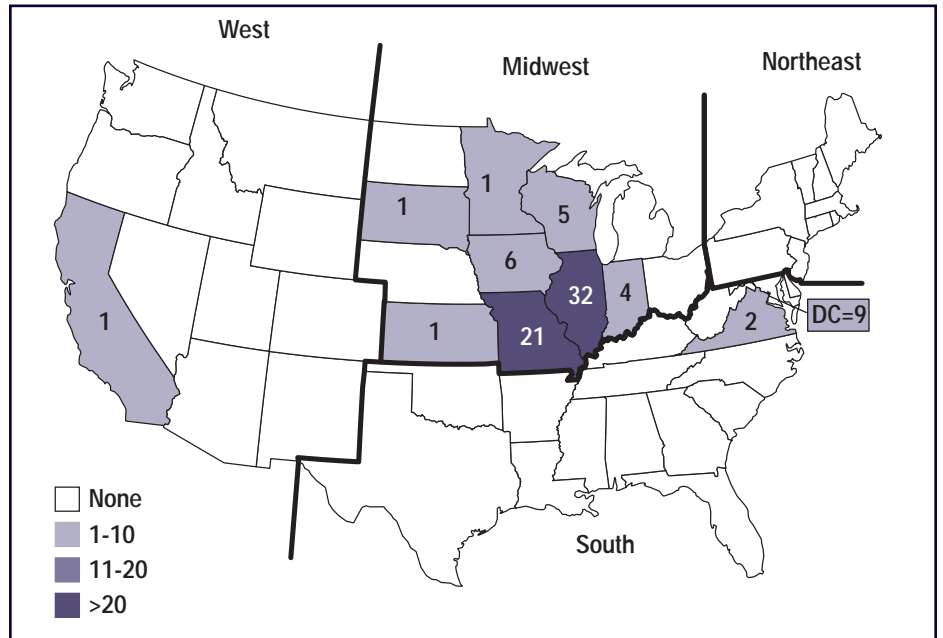 West
Midwest
Northeast
1
1
5
1
6
32
4
1
21
2
DC=9
None
1-10
11-20
>20
South